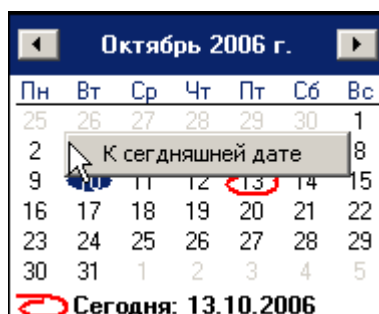 Октябрь 2006 г.
Пн Вт Ср Чт Пт Сб Вс
25 26 27 28 29 30 1
2 8
К сегдняшней дате
9 10 11 12 13 14 15
16 17 18 19 20 21 22
23 24 25 26 27 28 29
30 31 1 2 3 4 5
Сегодня: 13.10.2006